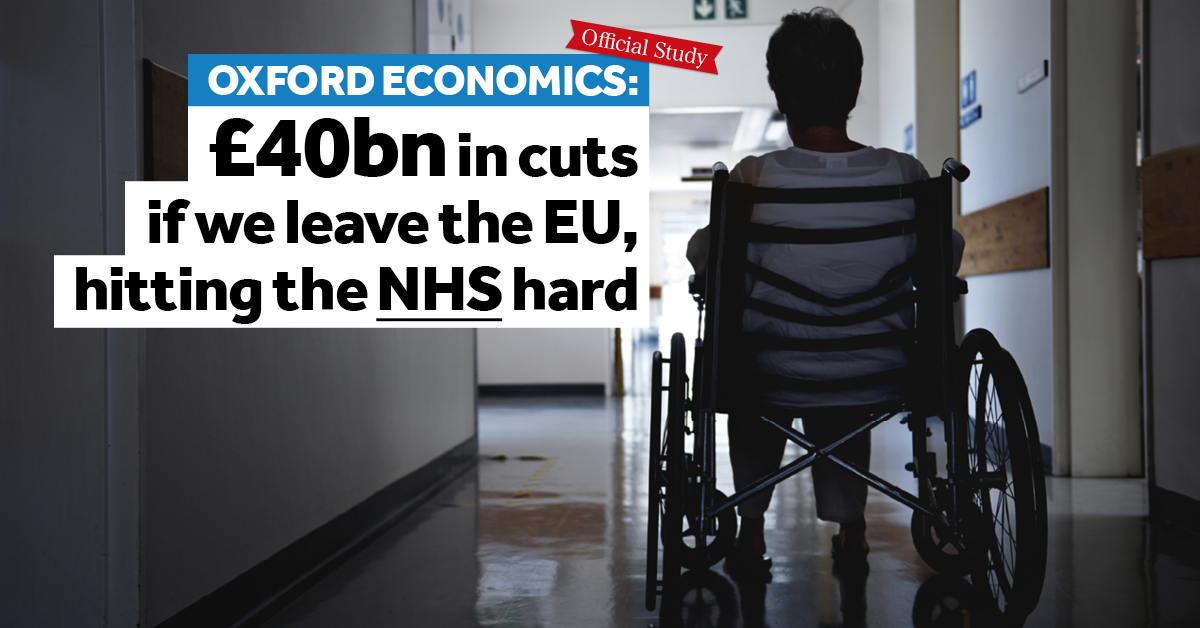 Official Study
OXFORD ECONOMICS:
£40bn in cuts
if we leave the EU,
hitting the NHS hard